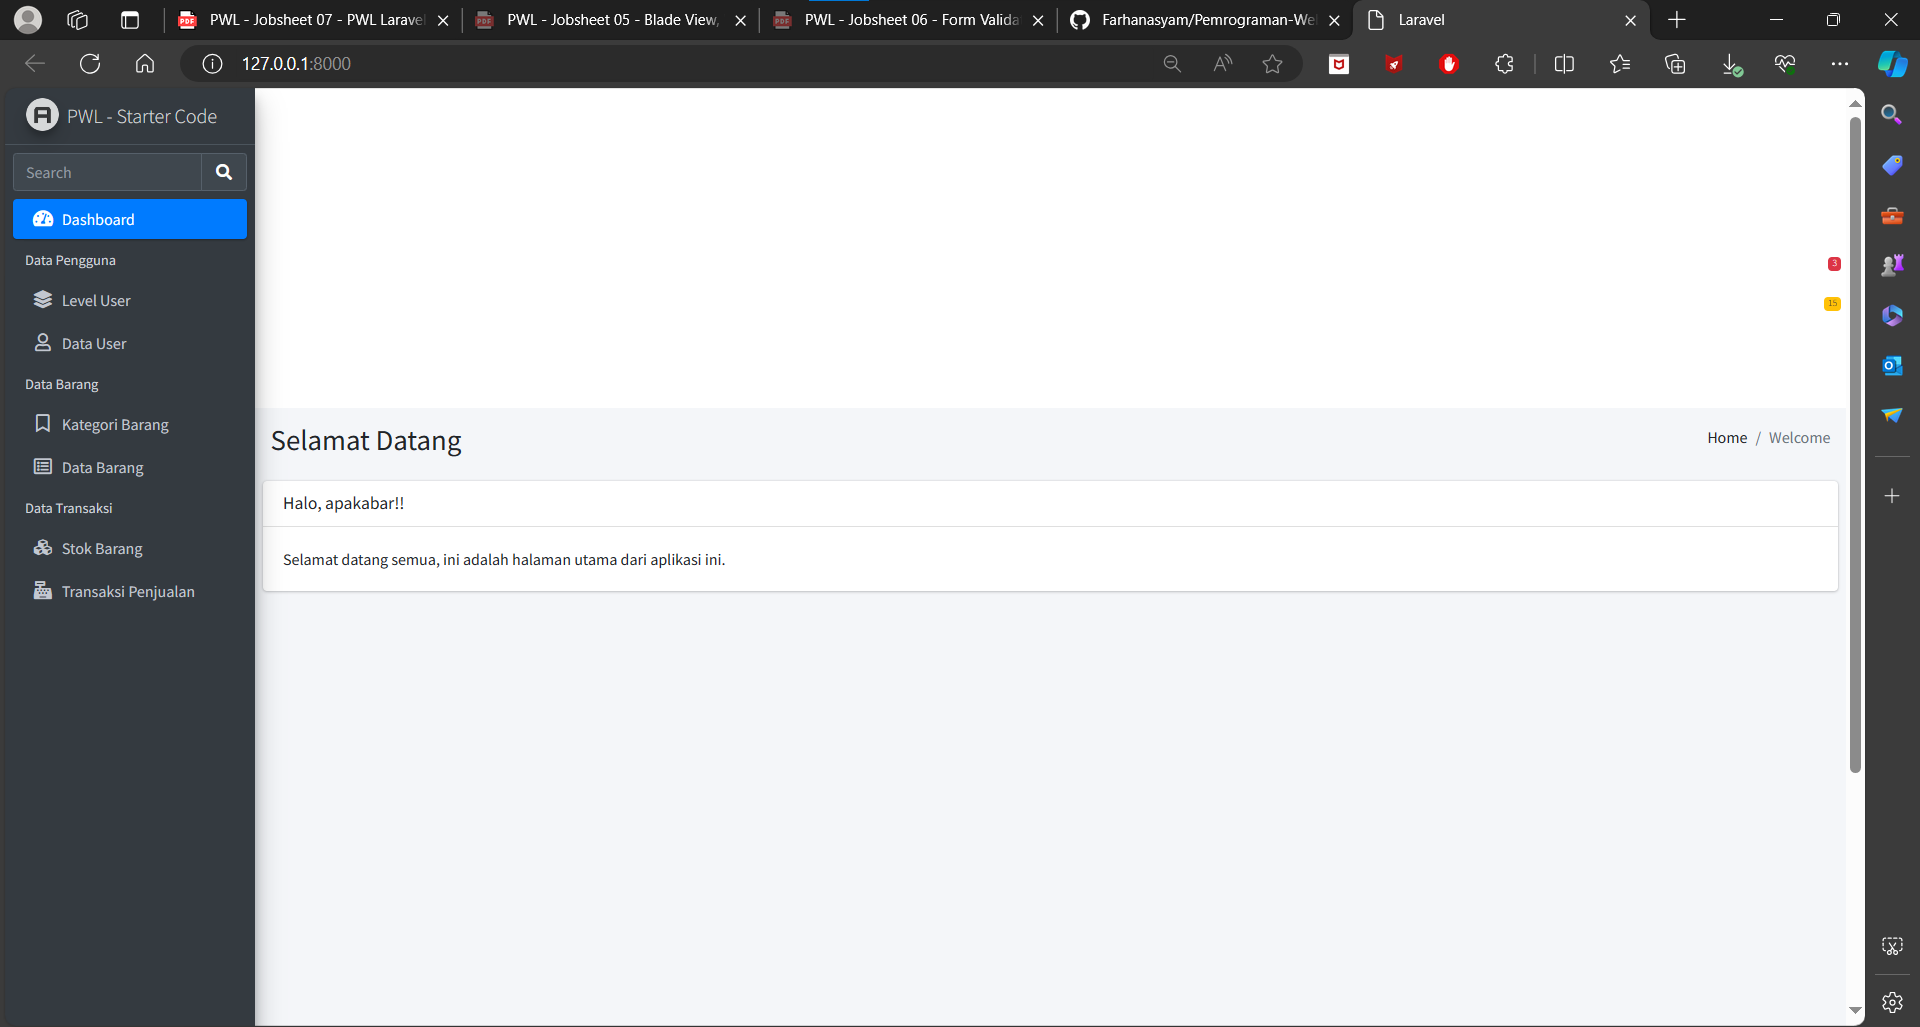 PWL - Jobsheet 07 - PWL Laravel
PWL - Jobsheet 05 - Blade View,
PWL - Jobsheet 06 - Form Valida
Farhanasyam/Pemrograman-We
Laravel
127.0.0.1:8000
PWL - Starter Code
Search
Dashboard
Data Pengguna
Level User
Data User
Data Barang
Kategori Barang
Data Barang
Data Transaksi
Stok Barang
Transaksi Penjualan
3
15
Selamat Datang
Home / Welcome
Halo, apakabar!!
Selamat datang semua, ini adalah halaman utama dari aplikasi ini.